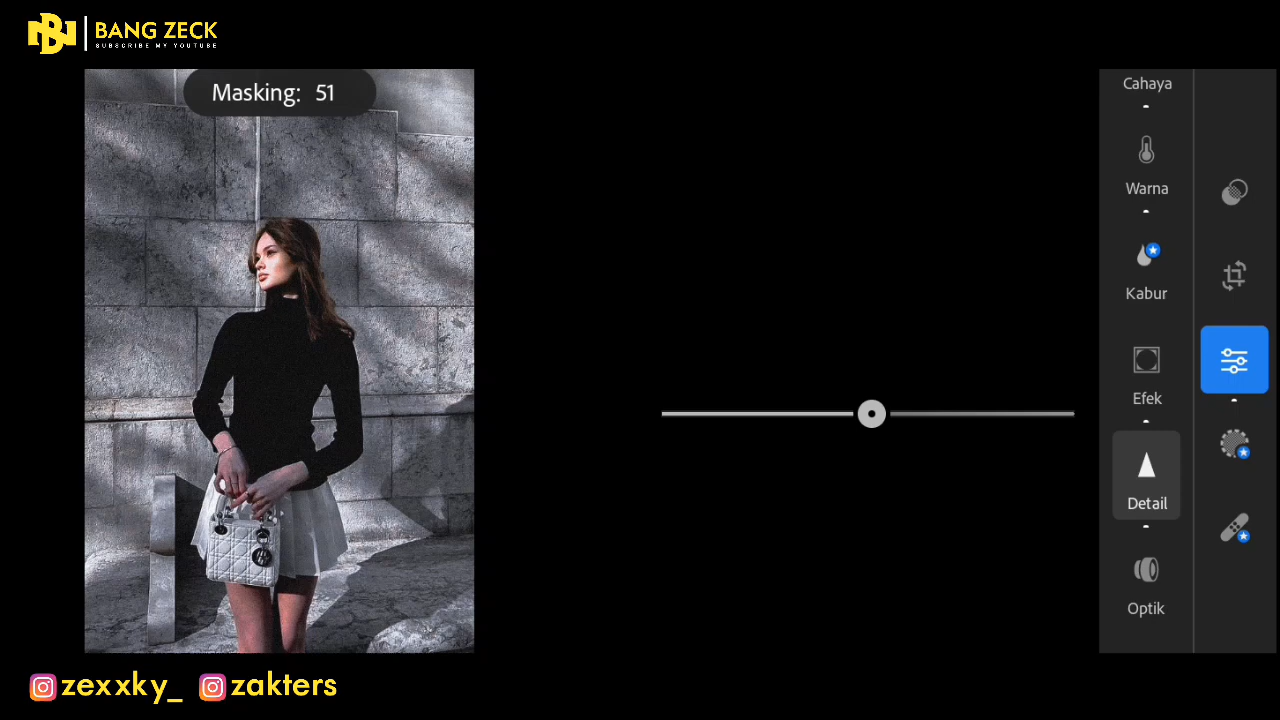 BANG ZECK
SUBSCRIBE MY YOUTUBE
Masking: 51
Cahaya
Warna
Kabur
Efek
Detail
Optik
zexxky_ zakters